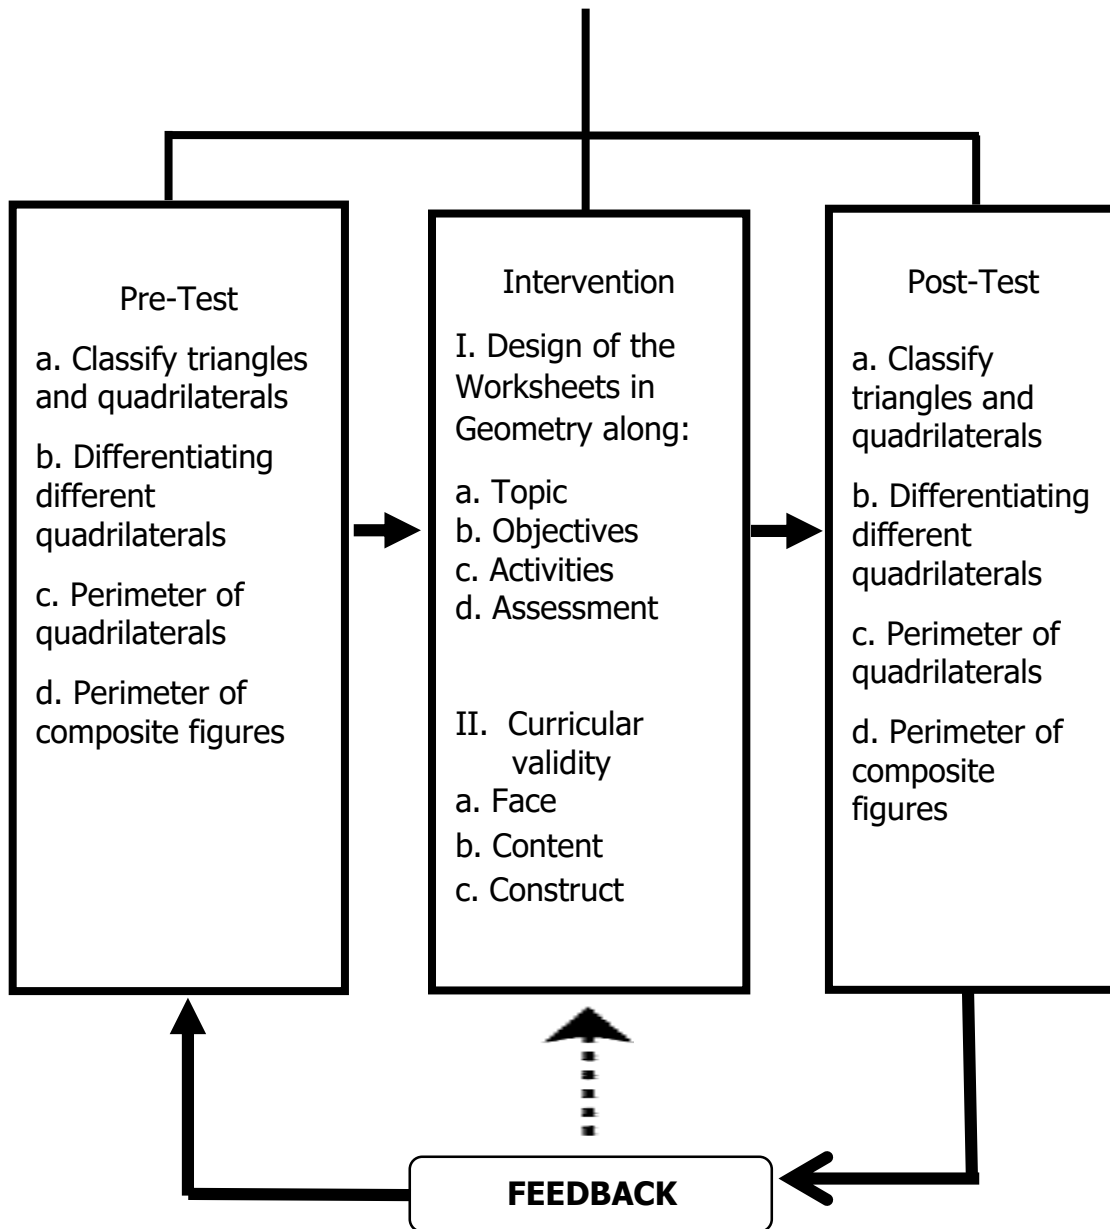 Pre-Test
a. Classify triangles
and quadrilaterals
b. Differentiating
different
quadrilaterals
c. Perimeter of
quadrilaterals
d. Perimeter of
composite figures
Intervention
I. Design of the
Worksheets in
Geometry along:
a. Topic
b. Objectives
c. Activities
d. Assessment
II. Curricular
validity
a. Face
b. Content
c. Construct
Post-Test
a. Classify
triangles and
quadrilaterals
b. Differentiating
different
quadrilaterals
c. Perimeter of
quadrilaterals
d. Perimeter of
composite
figures
FEEDBACK